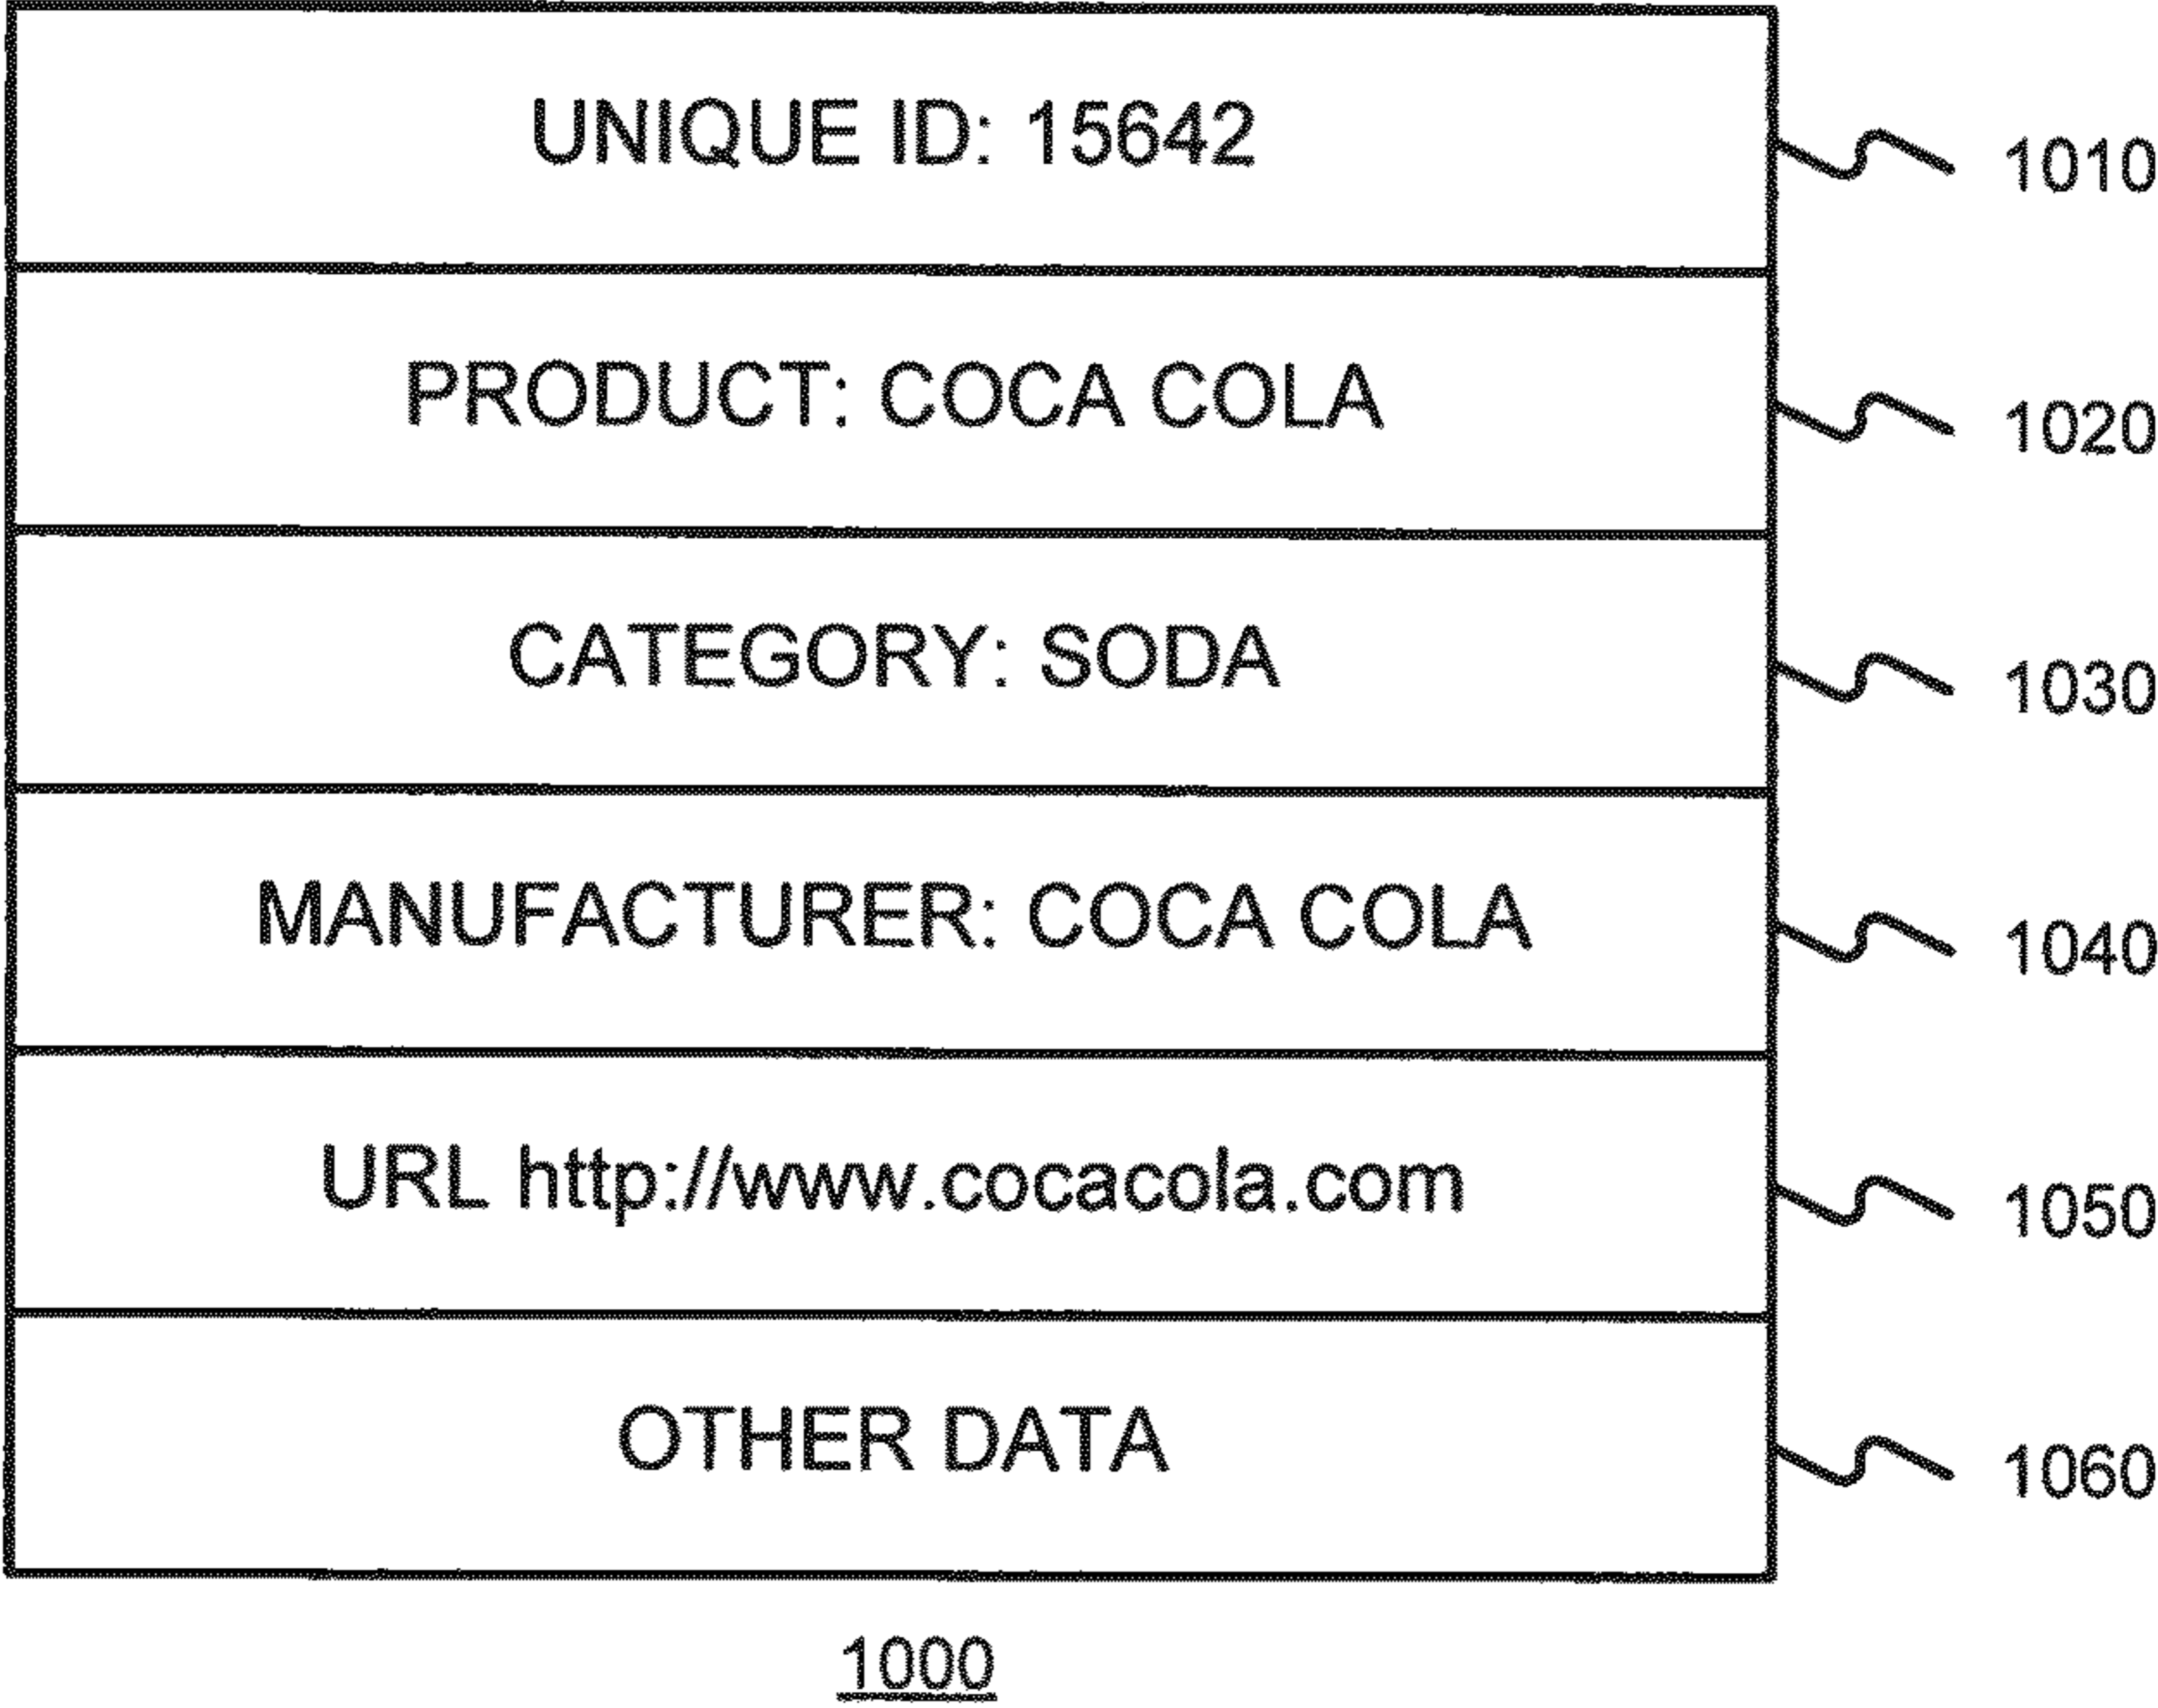 UNIQUE ID: 15642
1010
PRODUCT: COCA COLA
1020
CATEGORY: SODA
1030
MANUFACTURER: COCA COLA
1040
URL http://www.cocacola.com
1050
OTHER DATA
1060
1000